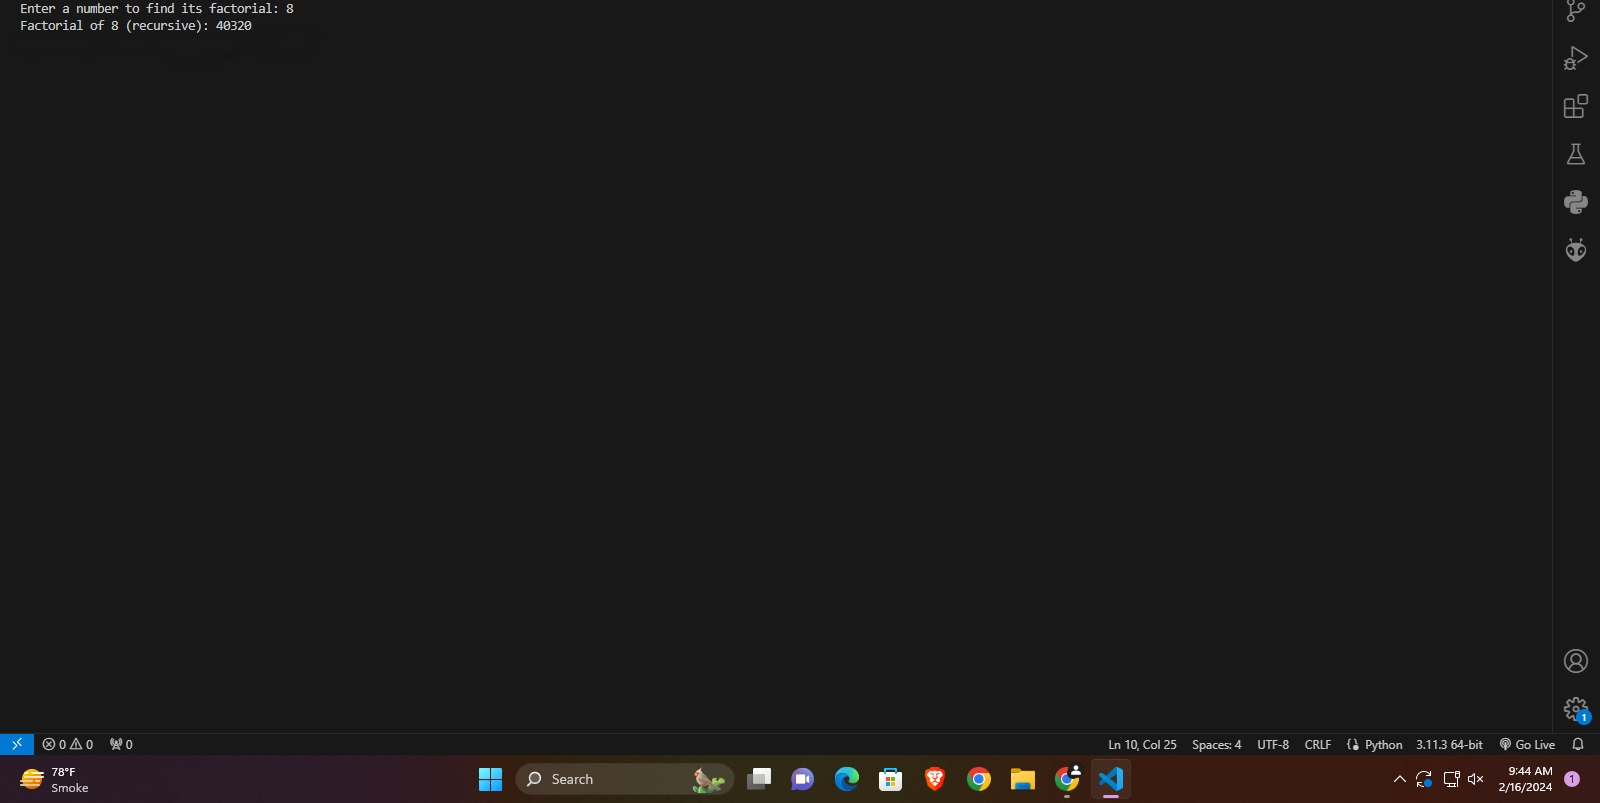 Enter a number to find its factorial: 8
Factorial of 8 (recursive): 40320
1
0 0 0 Ln 10, Col 25 Spaces: 4 UTF-8 CRLF Python 3.11.3 64-bit Go Live
78°F
Smoke
Search
9:44 AM
2/16/2024
1